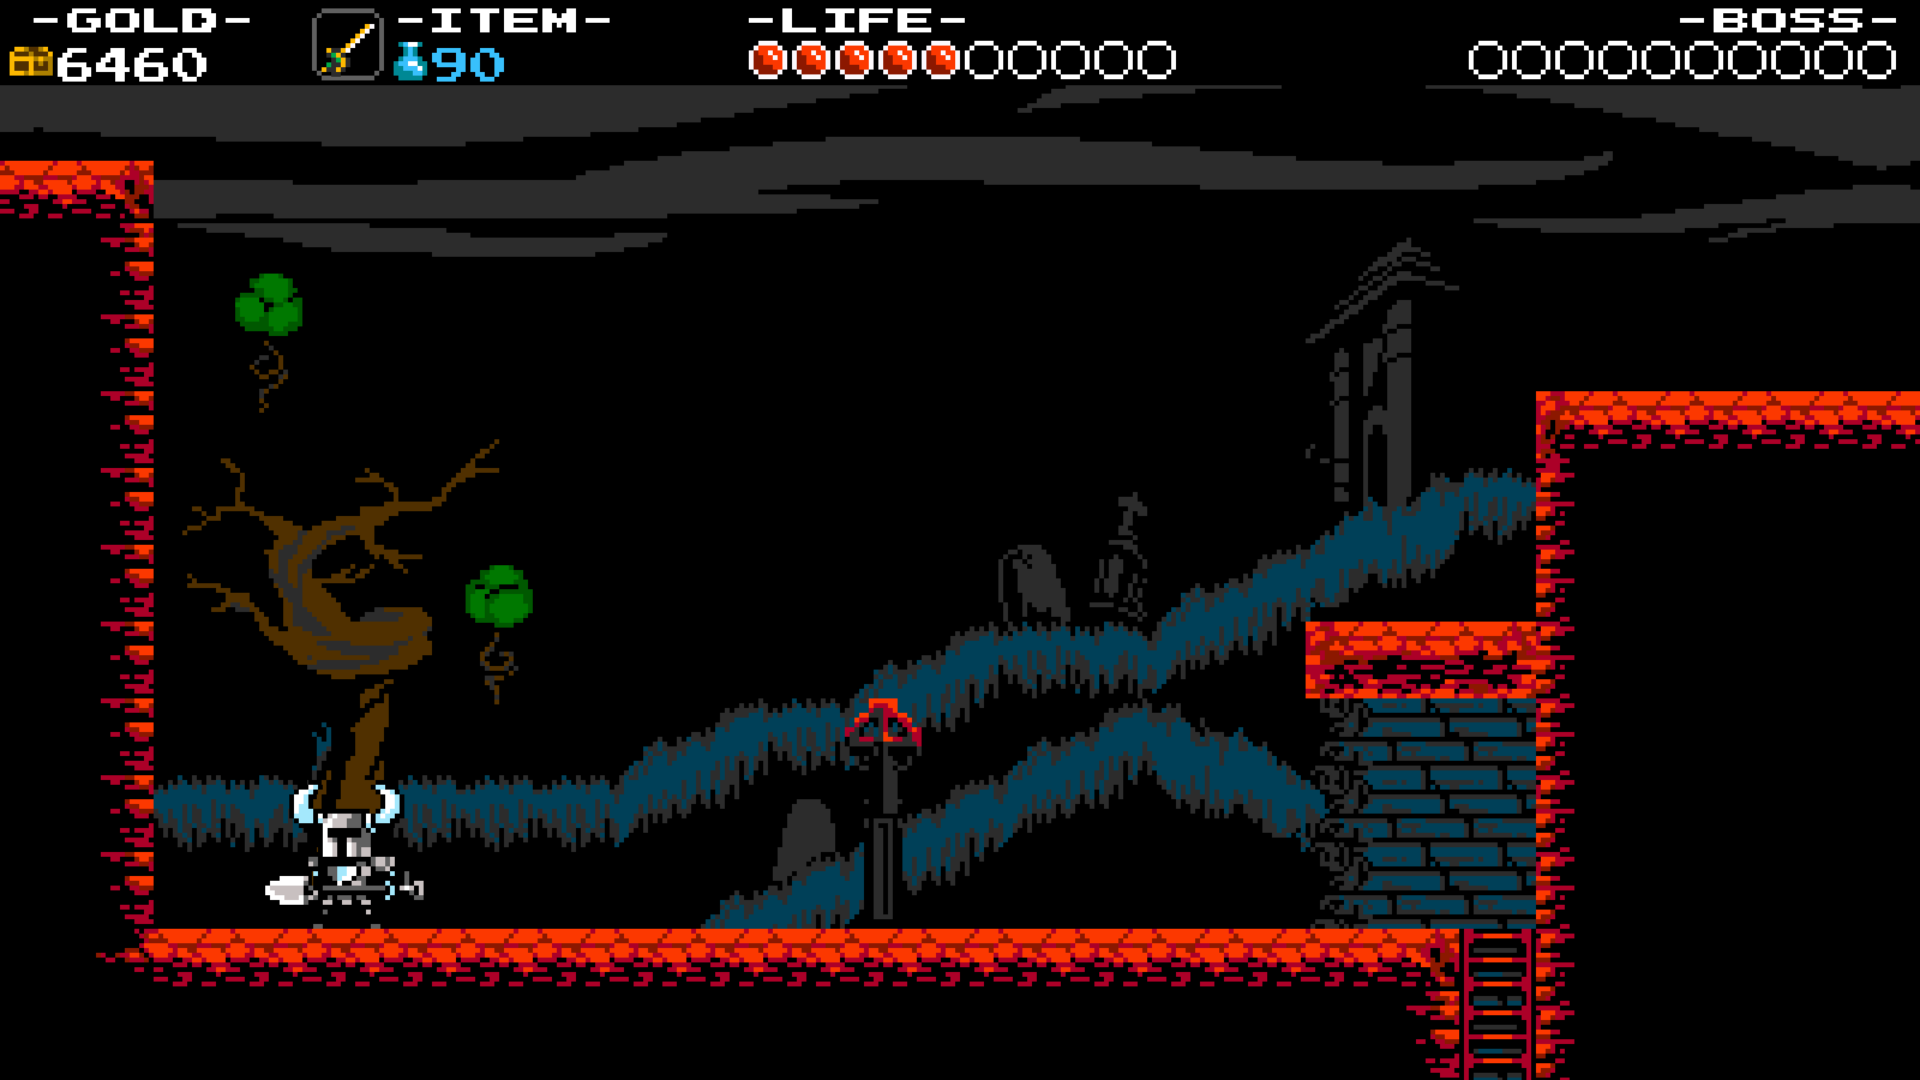 -GOLD- -ITEM- -LIFE- -BOSS-
6460 90